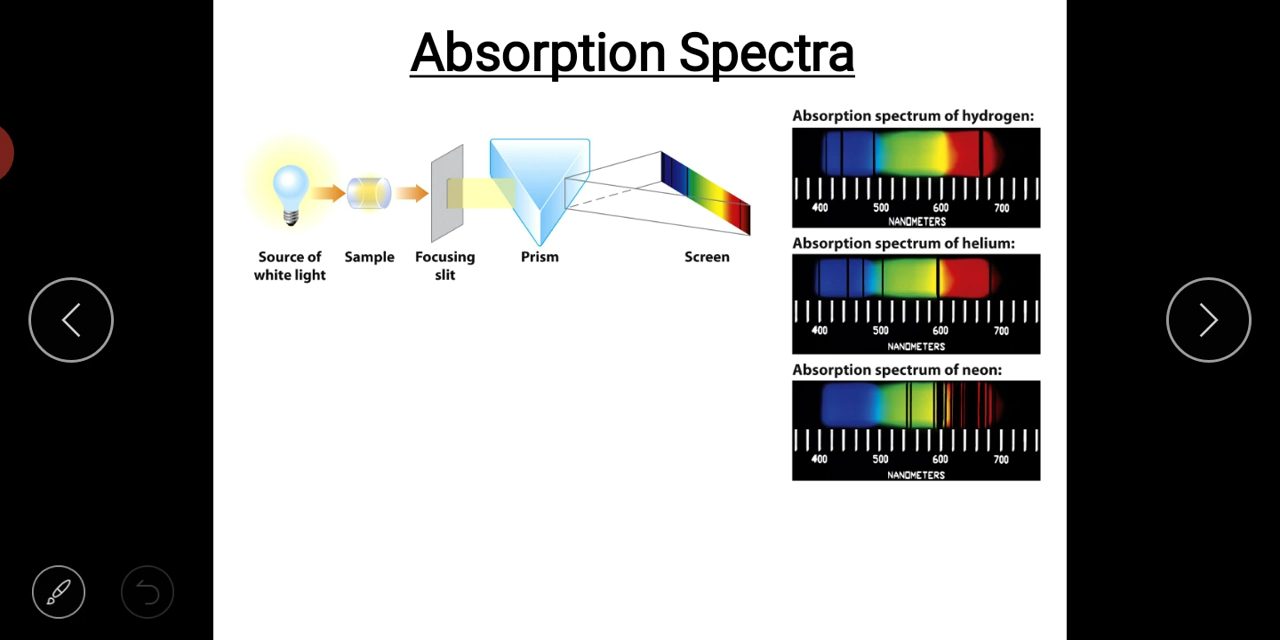 Absorption Spectra
Source of
white light
Sample
Focusing
slit
Prism
Screen
Absorption spectrum of hydrogen:
400 500 600 700
NANOMETERS
Absorption spectrum of helium:
400 500 600 700
NANOMETERS
Absorption spectrum of neon:
400 500 600 700
NANOMETERS